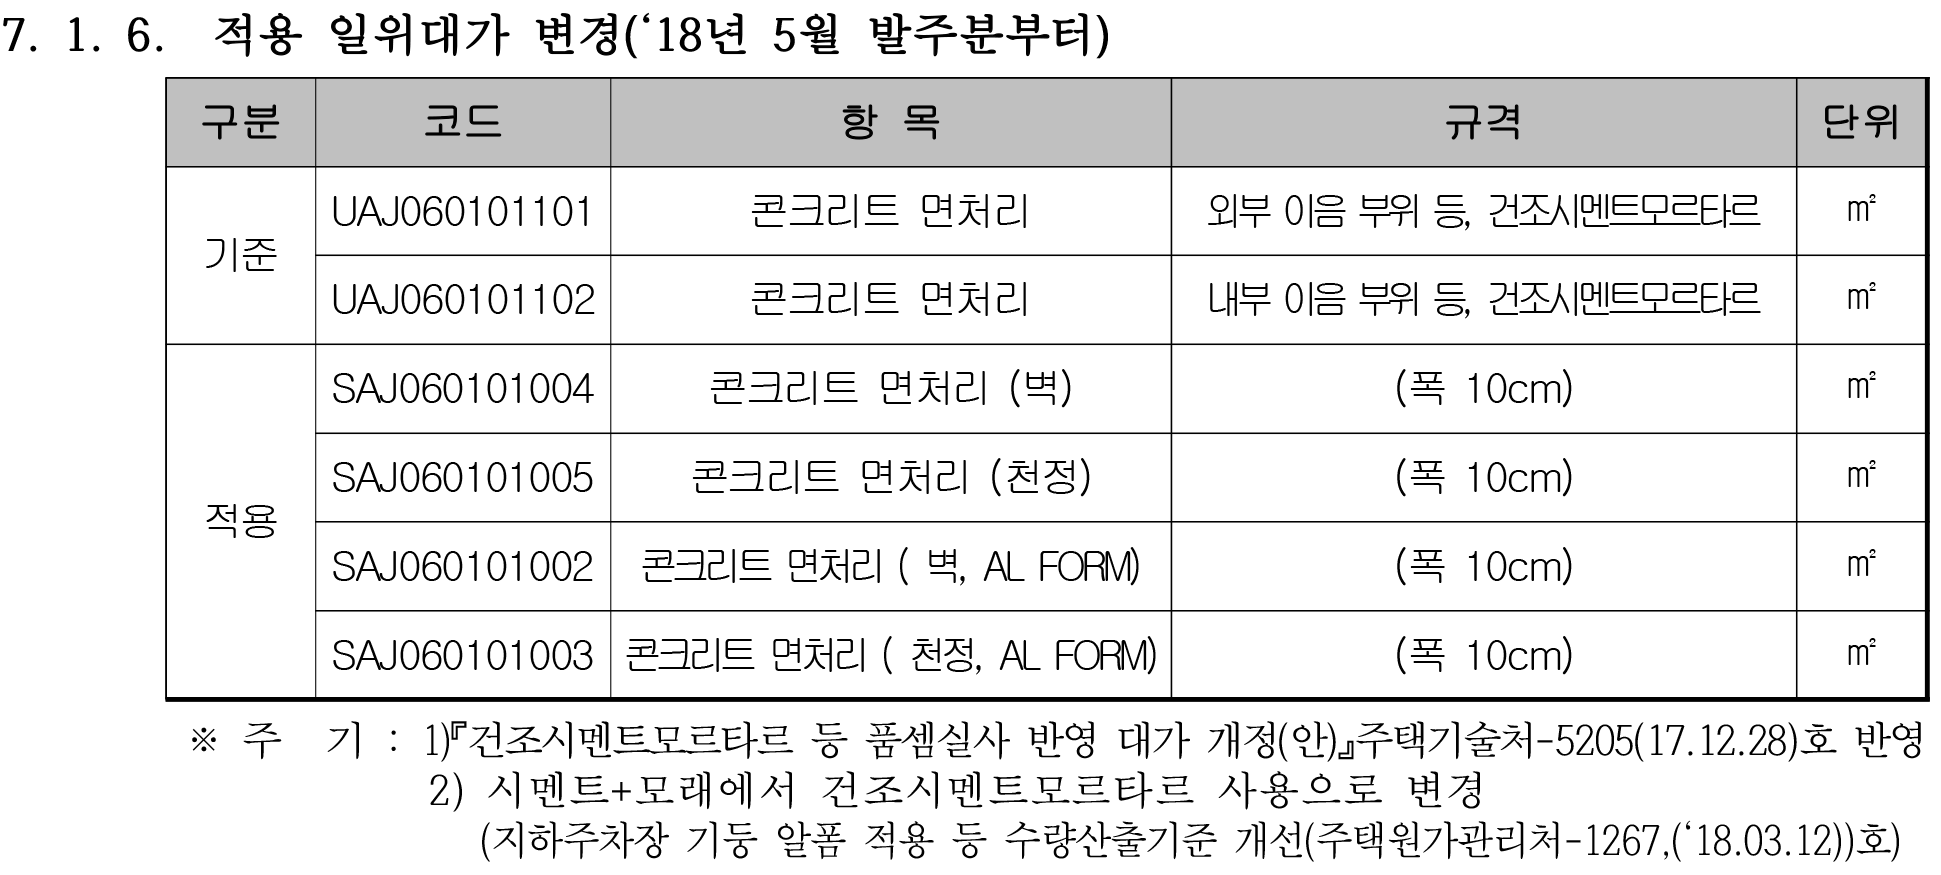 7. 1. 6. 적용 일위대가 변경(‘18년 5월 발주분부터)
구분 코드 항 목 규격 단위
기준 UAJ060101101 콘크리트 면처리 외부 이음 부위 등, 건조시멘트모르타르 ㎡
UAJ060101102 콘크리트 면처리 내부 이음 부위 등, 건조시멘트모르타르 ㎡
적용 SAJ060101004 콘크리트 면처리 (벽) (폭 10cm) ㎡
SAJ060101005 콘크리트 면처리 (천정) (폭 10cm) ㎡
SAJ060101002 콘크리트 면처리 ( 벽, AL FORM) (폭 10cm) ㎡
SAJ060101003 콘크리트 면처리 ( 천정, AL FORM) (폭 10cm) ㎡
※ 주 기 : 1)『건조시멘트모르타르 등 품셈실사 반영 대가 개정(안)』주택기술처-5205(17.12.28)호 반영
2) 시멘트+모래에서 건조시멘트모르타르 사용으로 변경
(지하주차장 기둥 알폼 적용 등 수량산출기준 개선(주택원가관리처-1267,(‘18.03.12))호)